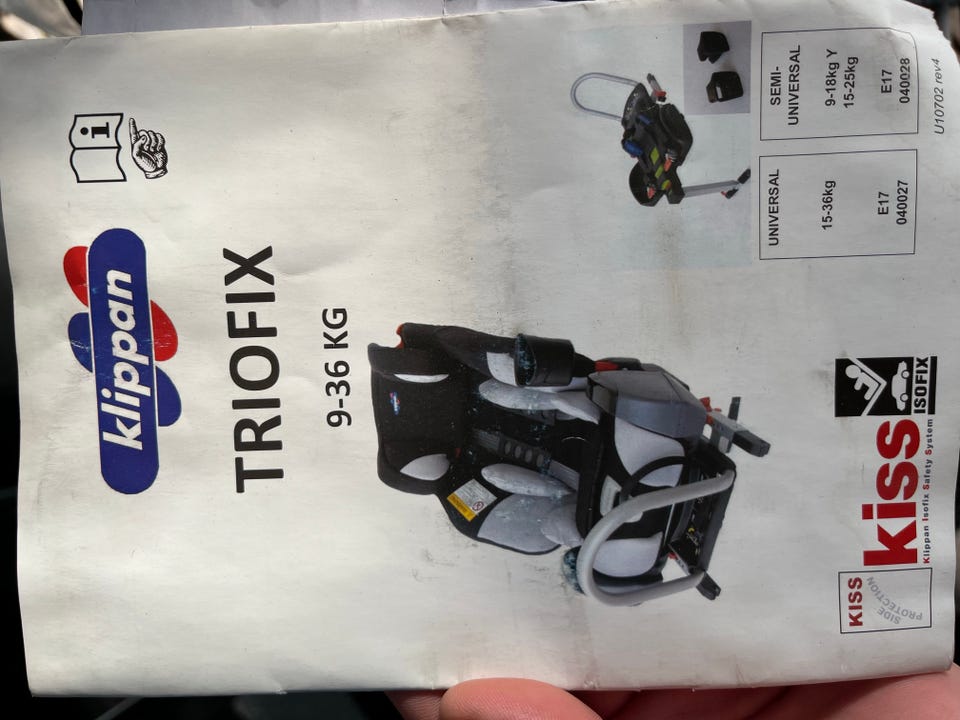 i
klippan
TRIOFIX
9-36 KG
UNIVERSAL
15-36kg
E17
040027
SEMI-
UNIVERSAL
9-18kg Y
15-25kg
E17
040028
KISS
SIDE
PROTECTION
kiss
Klippan Isofix Safety System
ISOFIX
U10702 rev4